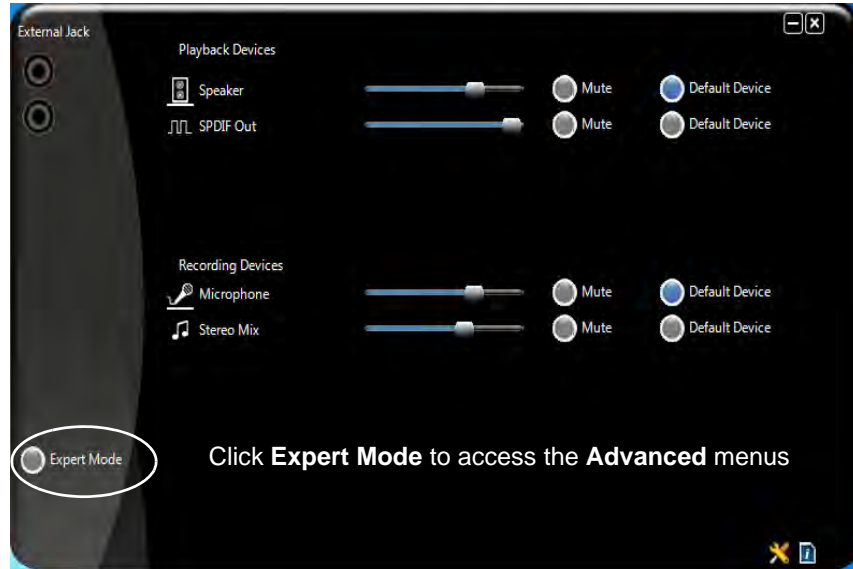 External Jack
Playback Devices
Speaker Mute Default Device
SPDIF Out Mute Default Device
Recording Devices
Microphone Mute Default Device
Stereo Mix Mute Default Device
Expert Mode
Click Expert Mode to access the Advanced menus